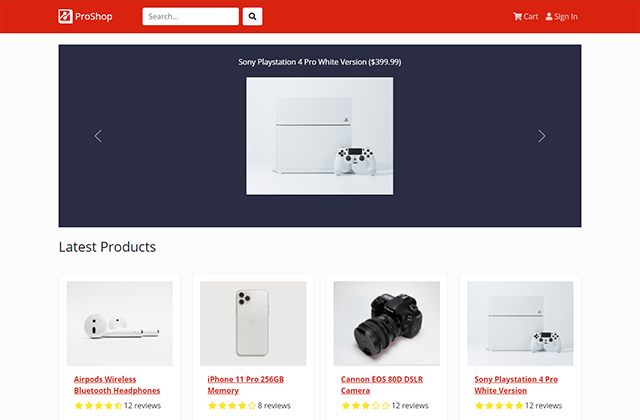 ProShop
Search...
Cart
Sign In
Sony Playstation 4 Pro White Version ($399.99)
Latest Products
Airpods Wireless
Bluetooth Headphones
12 reviews
iPhone 11 Pro 256GB
Memory
8 reviews
Cannon EOS 80D DSLR
Camera
12 reviews
Sony Playstation 4 Pro
White Version
12 reviews